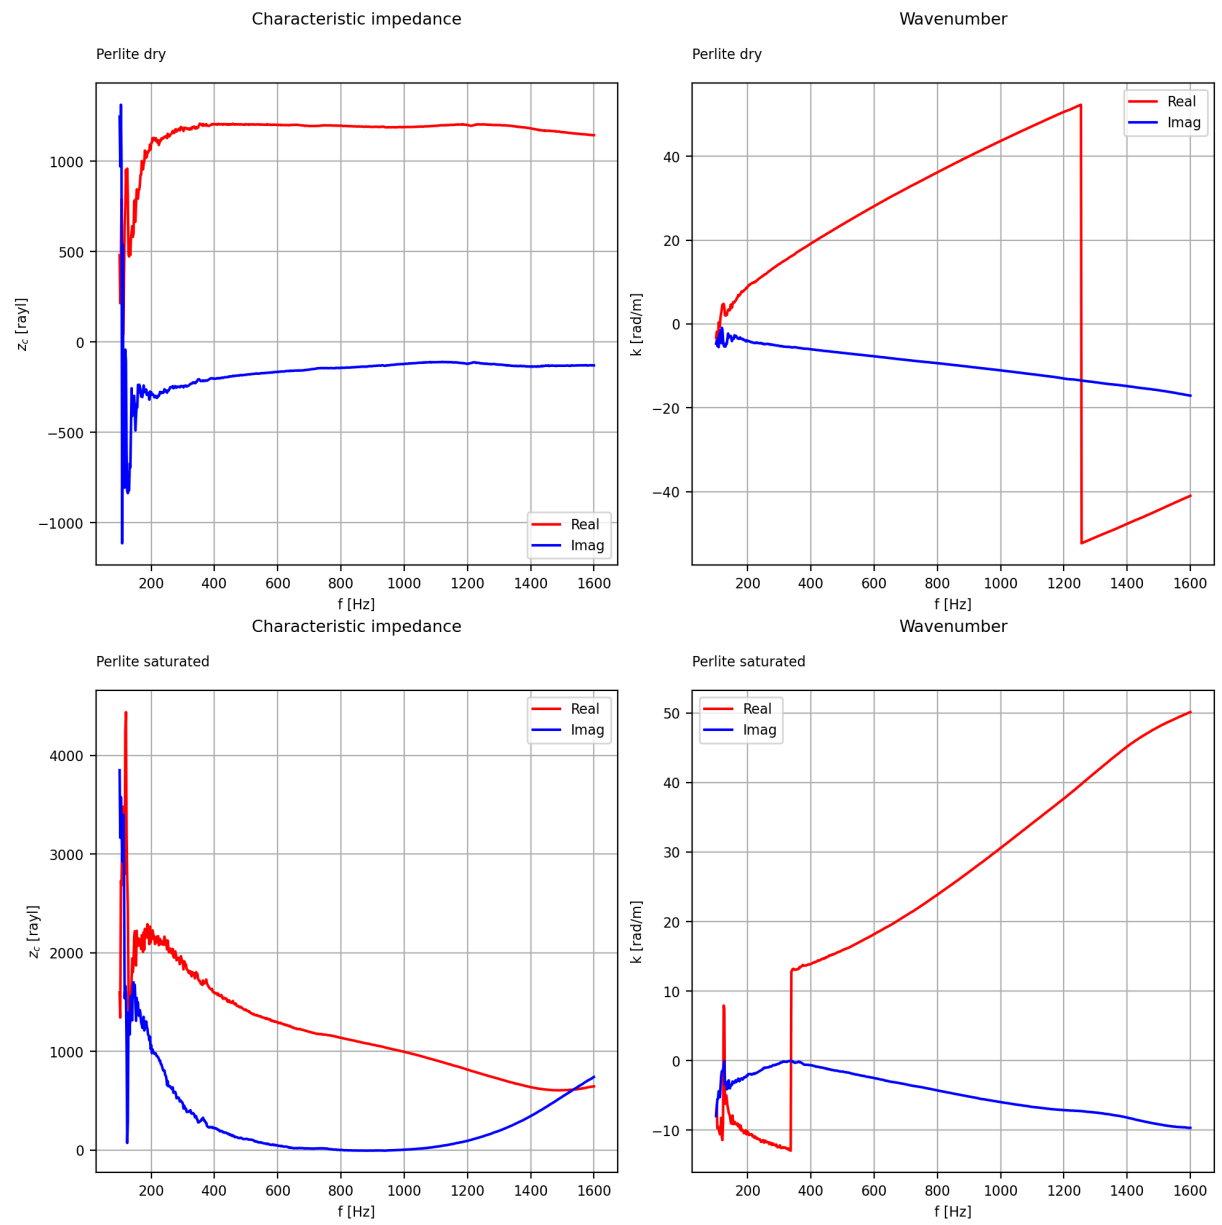 Characteristic impedance
Perlite dry
1000
500
0
−500
−1000
z_c [rayl]
Real
Imag
200 400 600 800 1000 1200 1400 1600
f [Hz]
Wavenumber
Perlite dry
40
20
0
−20
−40
k [rad/m]
Real
Imag
200 400 600 800 1000 1200 1400 1600
f [Hz]
Characteristic impedance
Perlite saturated
4000
3000
2000
1000
0
z_c [rayl]
Real
Imag
200 400 600 800 1000 1200 1400 1600
f [Hz]
Wavenumber
Perlite saturated
50
40
30
20
10
0
−10
k [rad/m]
Real
Imag
200 400 600 800 1000 1200 1400 1600
f [Hz]